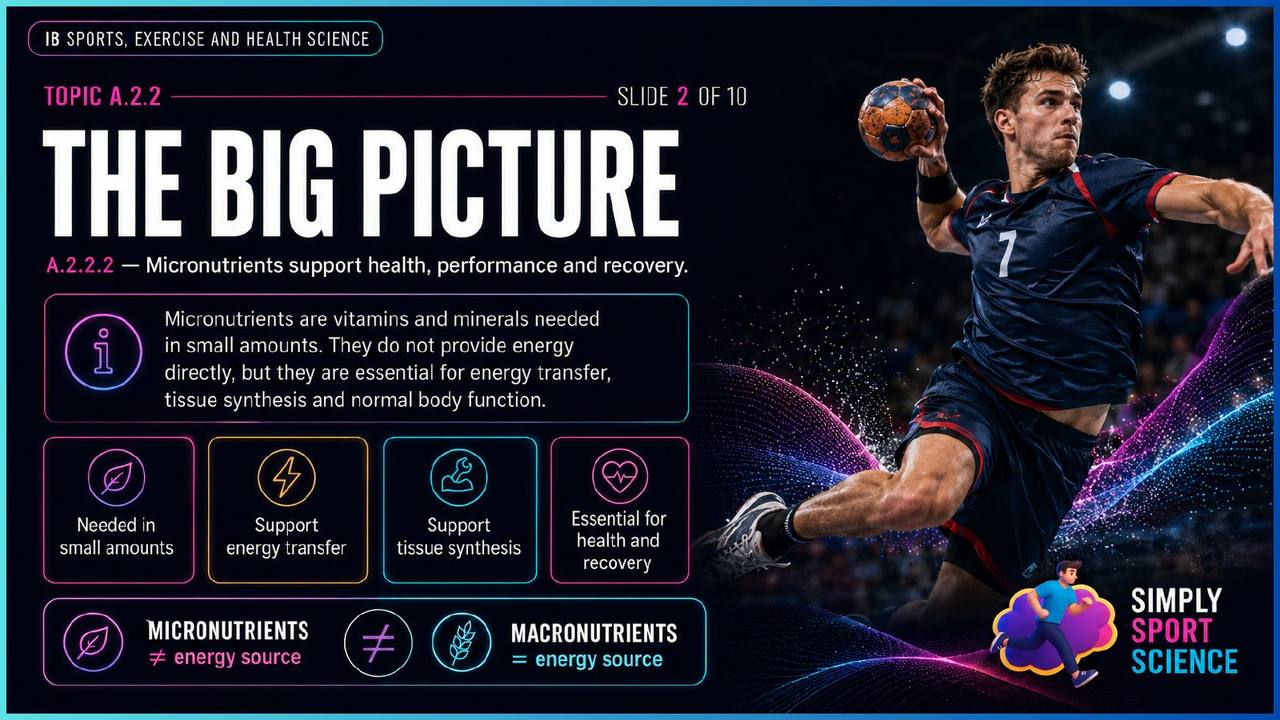 IB SPORTS, EXERCISE AND HEALTH SCIENCE
TOPIC A.2.2
SLIDE 2 OF 10
THE BIG PICTURE
A.2.2.2 — Micronutrients support health, performance and recovery.
i
Micronutrients are vitamins and minerals needed
in small amounts. They do not provide energy
directly, but they are essential for energy transfer,
tissue synthesis and normal body function.
Needed in
small amounts
Support
energy transfer
Support
tissue synthesis
Essential for
health and
recovery
MICRONUTRIENTS
≠ energy source
≠
MACRONUTRIENTS
= energy source
7
SIMPLY
SPORT
SCIENCE